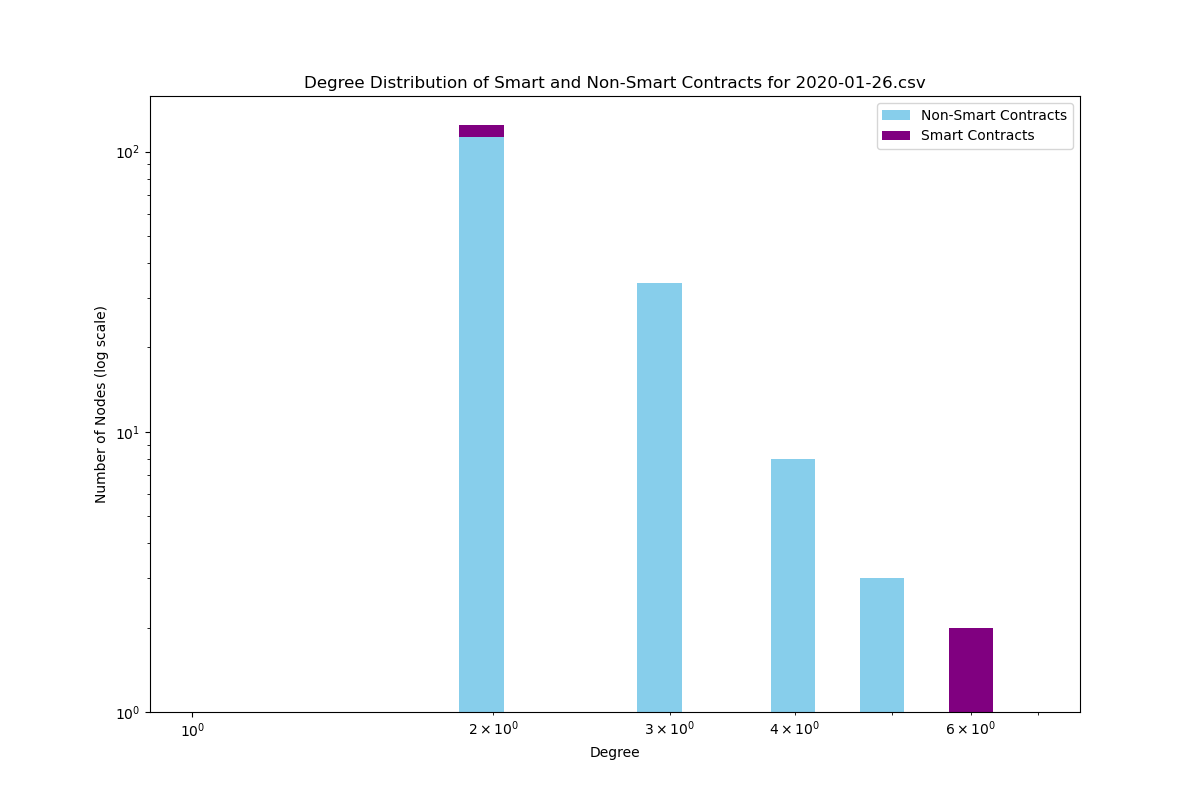 Degree Distribution of Smart and Non-Smart Contracts for 2020-01-26.csv
Non-Smart Contracts
Smart Contracts
Number of Nodes (log scale)
10²
10¹
10⁰
10⁰ 2 × 10⁰ 3 × 10⁰ 4 × 10⁰ 6 × 10⁰
Degree